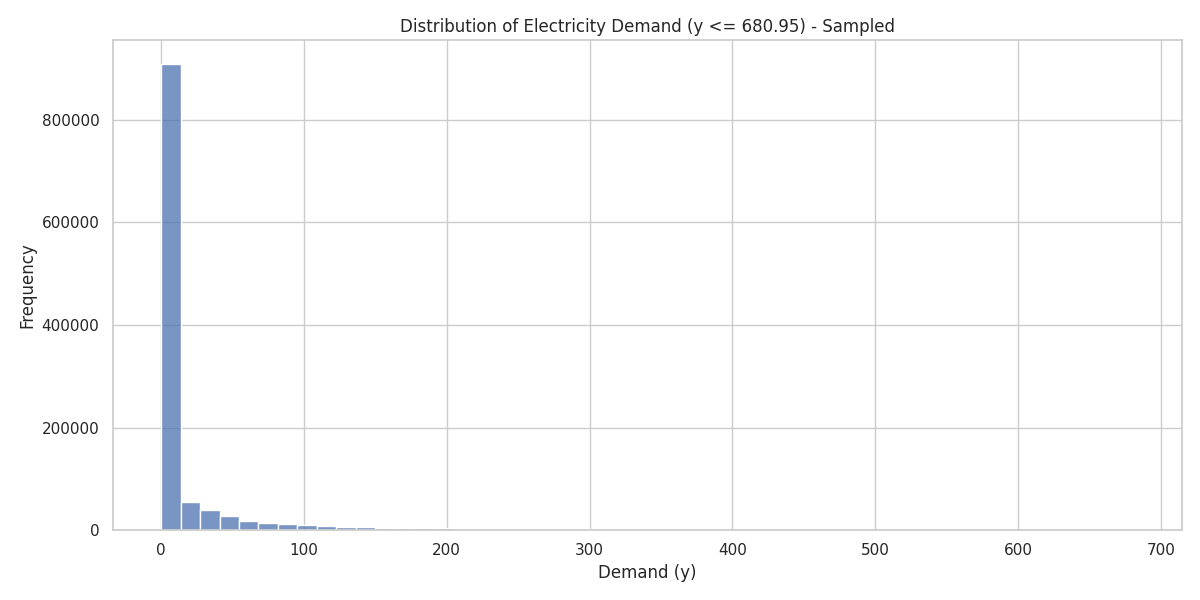 Distribution of Electricity Demand (y <= 680.95) - Sampled
800000
600000
400000
200000
0
Frequency
0 100 200 300 400 500 600 700
Demand (y)